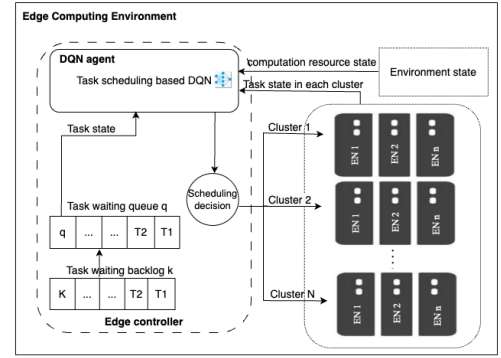 Edge Computing Environment
DQN agent
Task scheduling based DQN
computation resource state
Task state in each cluster
Environment state
Task state
Cluster 1
EN 1
EN 2
EN n
Scheduling
decision
Cluster 2
EN 1
EN 2
EN n
Task waiting queue q
q ... ... T2 T1
Task waiting backlog k
K ... ... T2 T1
Cluster N
EN 1
EN 2
EN n
Edge controller